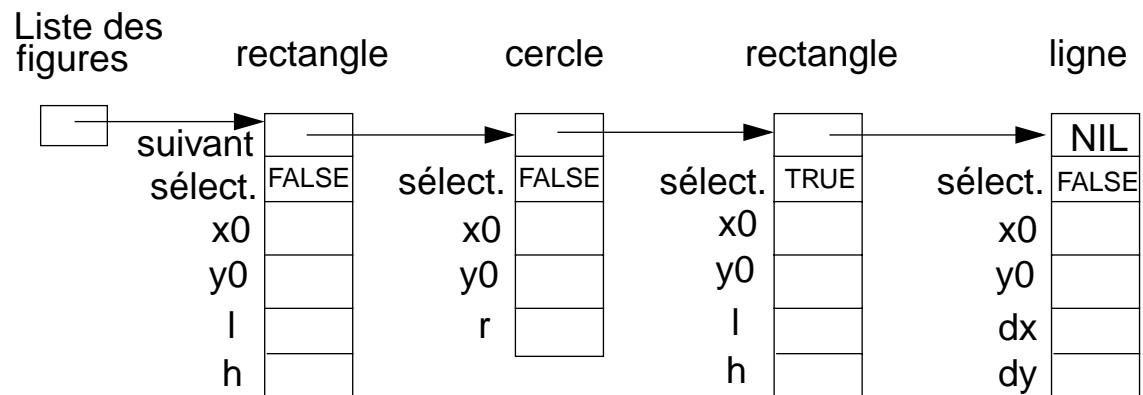 Liste des
figures
rectangle cercle rectangle ligne
suivant NIL
sélect. FALSE sélect. FALSE sélect. TRUE sélect. FALSE
x0 x0 x0 x0
y0 y0 y0 y0
l r l dx
h h dy